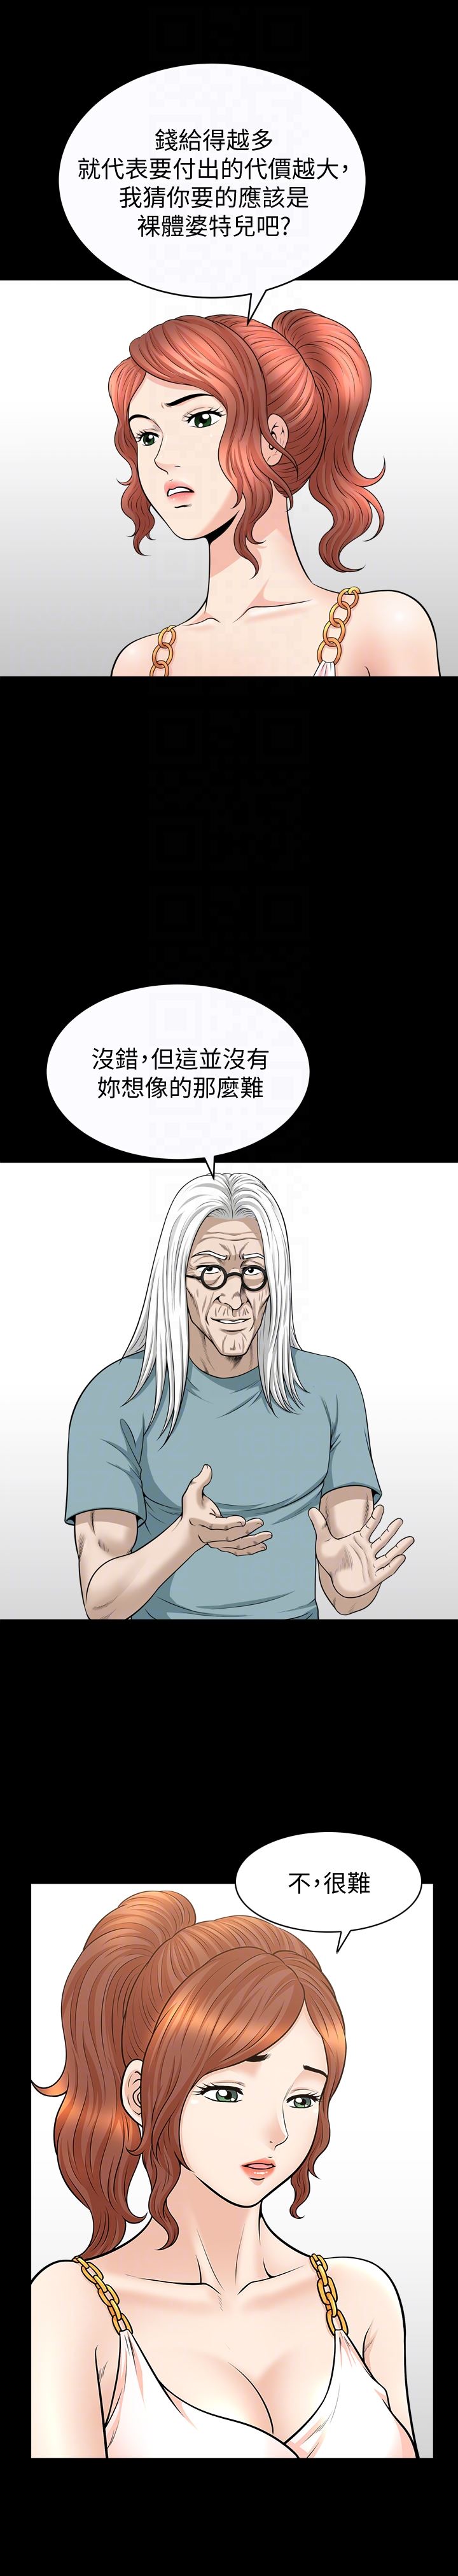 錢給得越多
就代表要付出的代價越大，
我猜你要的應該是
裸體婆特兒吧？
沒錯，但這並沒有
妳想像的那麼難
不，很難